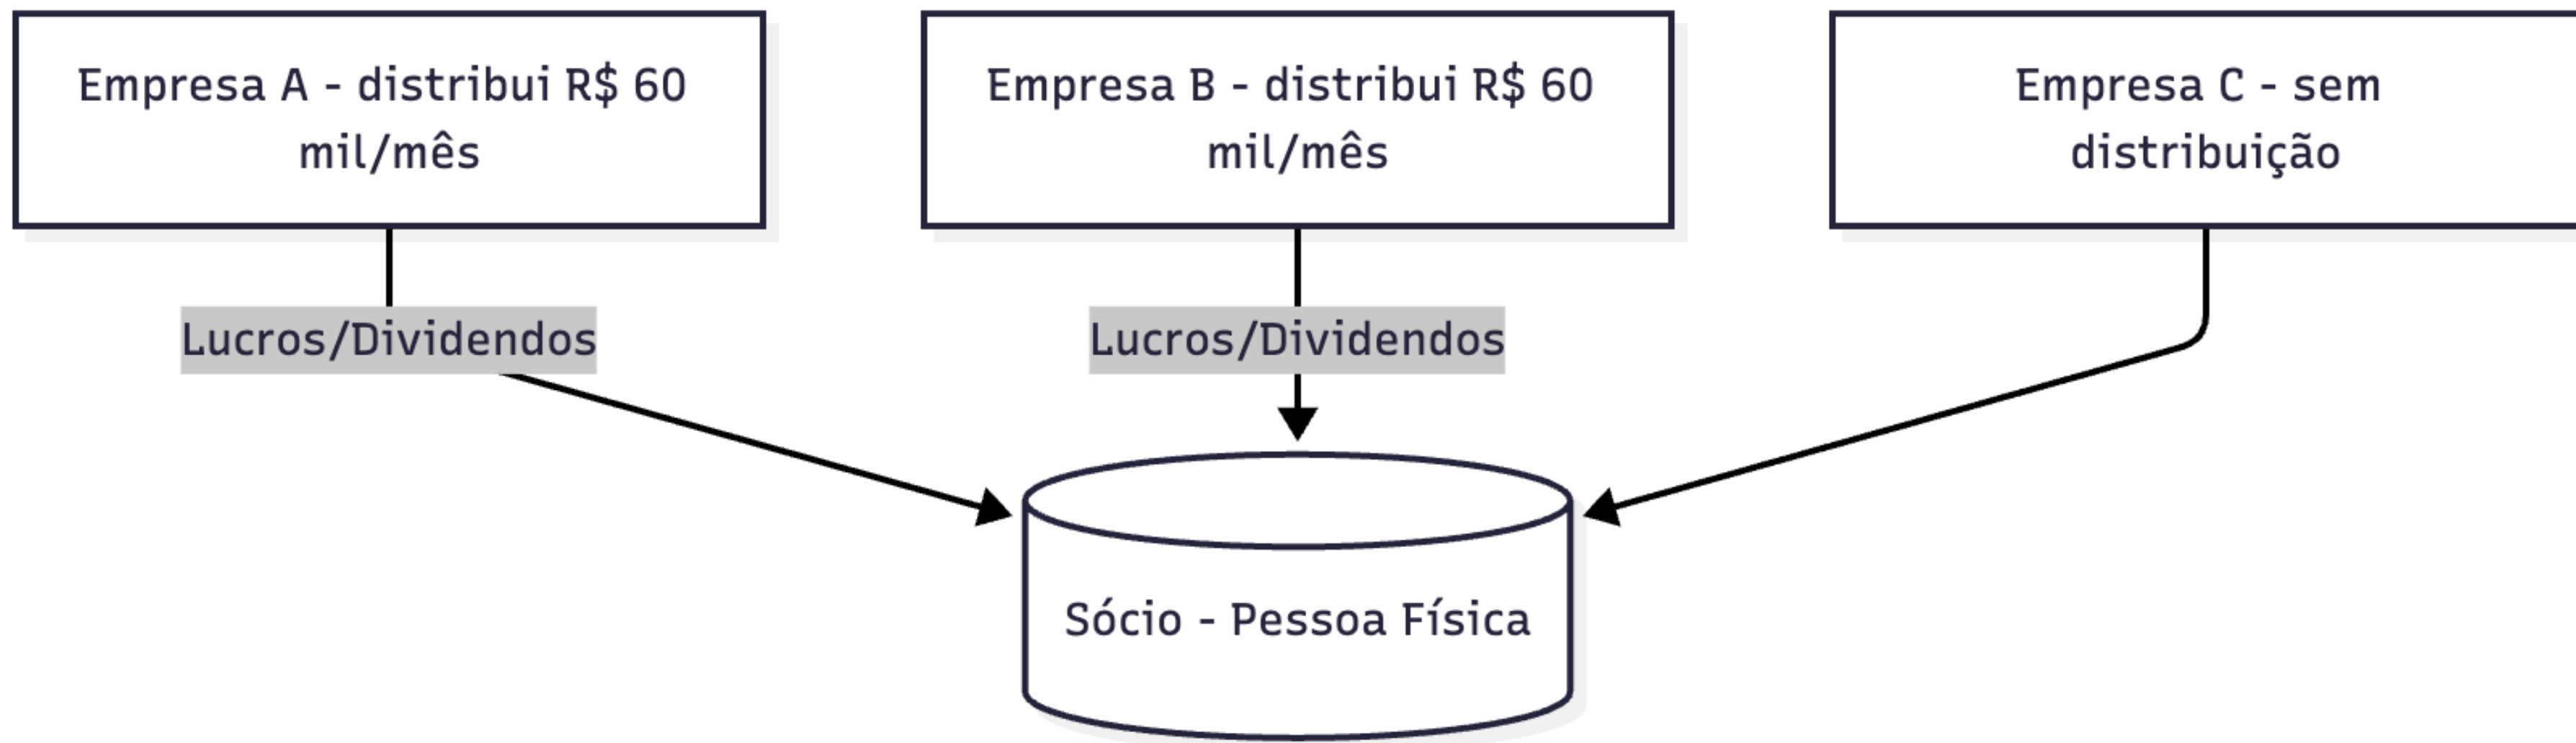 Empresa A - distribui R$ 60
mil/mês
Empresa B - distribui R$ 60
mil/mês
Empresa C - sem
distribuição
Lucros/Dividendos
Lucros/Dividendos
Sócio - Pessoa Física